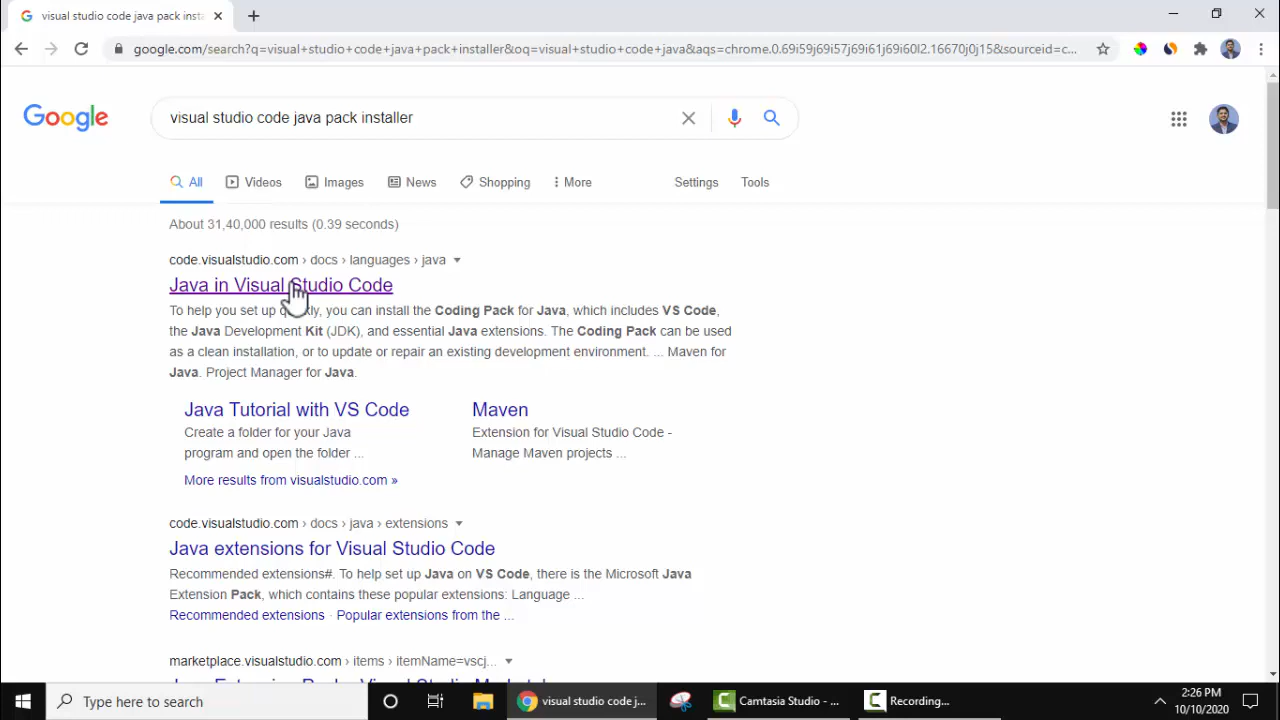 visual studio code java pack insta
google.com/search?q=visual+studio+code+java+pack+installer&oq=visual+studio+code+java&aqs=chrome.0.69i59j69i57j69i61j69i60l2.16670j0j15&sourceid=c...
Google
visual studio code java pack installer
All Videos Images News Shopping More Settings Tools
About 31,40,000 results (0.39 seconds)
code.visualstudio.com › docs › languages › java
Java in Visual Studio Code
To help you set up quickly, you can install the Coding Pack for Java, which includes VS Code,
the Java Development Kit (JDK), and essential Java extensions. The Coding Pack can be used
as a clean installation, or to update or repair an existing development environment. ... Maven for
Java. Project Manager for Java.
Java Tutorial with VS Code
Create a folder for your Java
program and open the folder ...
Maven
Extension for Visual Studio Code -
Manage Maven projects ...
More results from visualstudio.com »
code.visualstudio.com › docs › java › extensions
Java extensions for Visual Studio Code
Recommended extensions#. To help set up Java on VS Code, there is the Microsoft Java
Extension Pack, which contains these popular extensions: Language ...
Recommended extensions · Popular extensions from the ...
marketplace.visualstudio.com › items › itemName=vscj...
Type here to search
visual studio code j...
Camtasia Studio - ...
Recording...
2:26 PM
10/10/2020